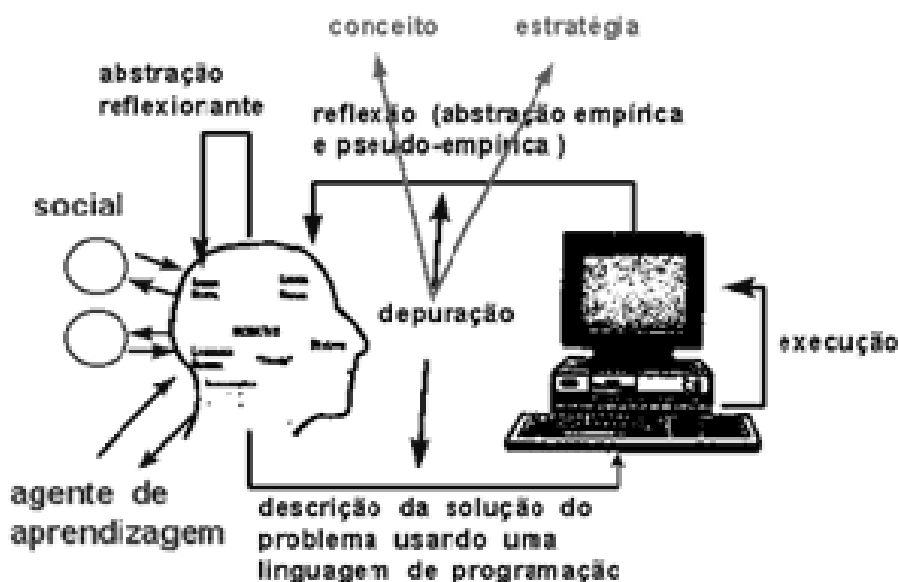 conceito estratégia
abstração
reflexionante
reflexão (abstração empírica
e pseudo-empírica)
social
depuração
execução
agente de
aprendizagem
descrição da solução do
problema usando uma
linguagem de programação